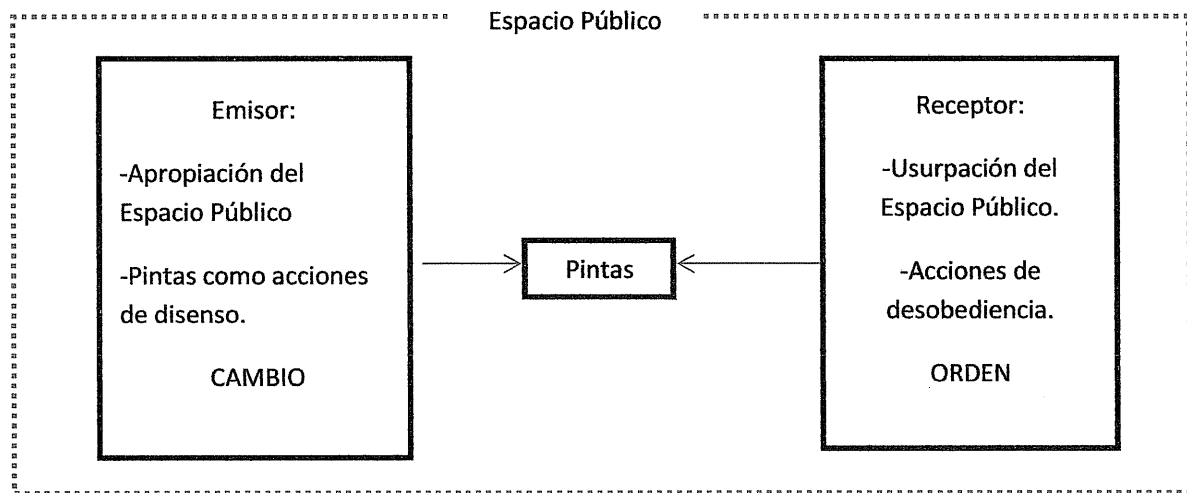 Espacio Público
Emisor:
-Apropiación del
Espacio Público
-Pintas como acciones
de disenso.
CAMBIO
Pintas
Receptor:
-Usurpación del
Espacio Público.
-Acciones de
desobediencia.
ORDEN